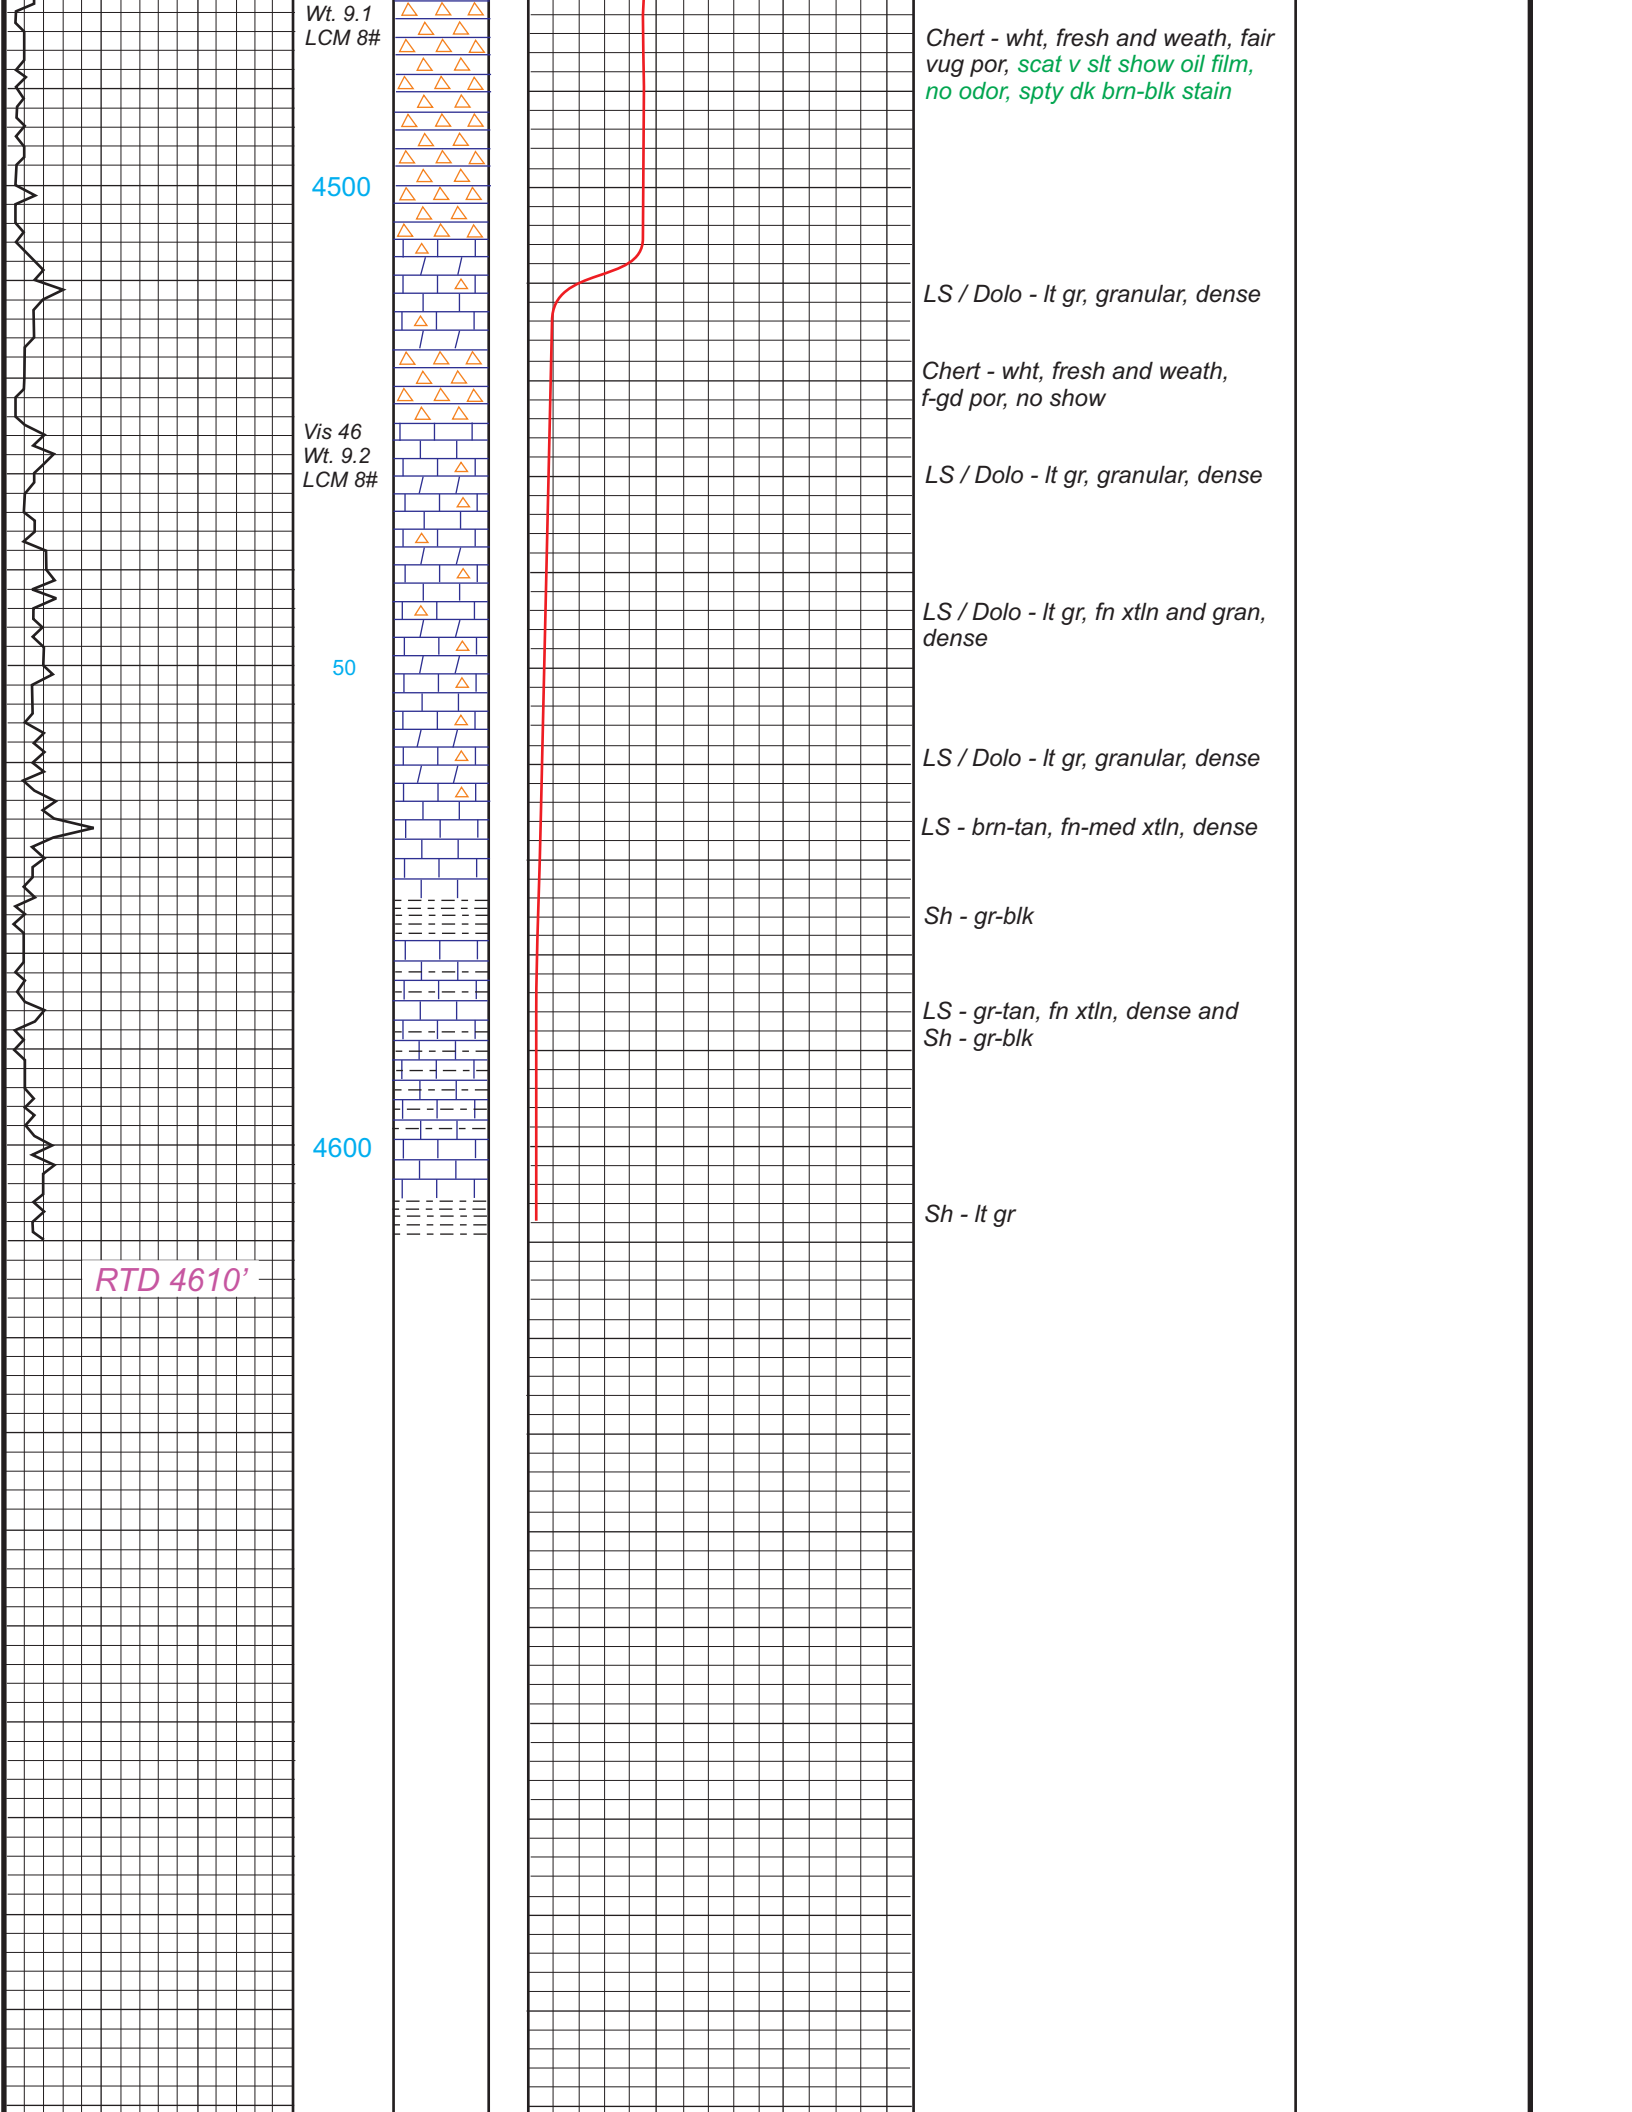 Wt. 9.1
LCM 8#
Chert - wht, fresh and weath, fair
vug por, scat v slt show oil film,
no odor, spty dk brn-blk stain
4500
LS / Dolo - lt gr, granular, dense
Chert - wht, fresh and weath,
f-gd por, no show
Vis 46
Wt. 9.2
LCM 8#
LS / Dolo - lt gr, granular, dense
LS / Dolo - lt gr, fn xtln and gran,
dense
50
LS / Dolo - lt gr, granular, dense
LS - brn-tan, fn-med xtln, dense
Sh - gr-blk
LS - gr-tan, fn xtln, dense and
Sh - gr-blk
4600
Sh - lt gr
RTD 4610’